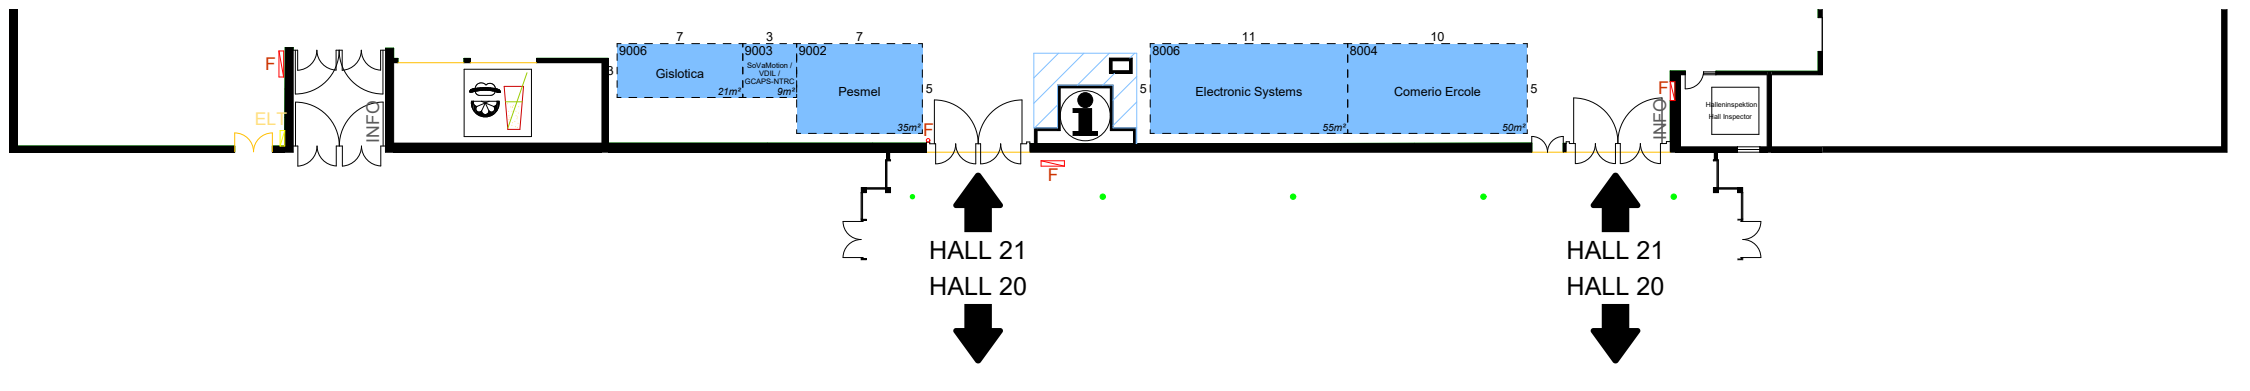 7
3
7
11
10
9006
9003
9002
8006
8004
F
3
Gislotica
SoVaMotion /
VDIL /
GCAPS-NTRC
21m²
9m²
Pesmel
5
35m²
5
Electronic Systems
55m²
Comerio Ercole
5
50m²
F
Halleninspektion
Hall Inspector
ELT
INFO
F
INFO
F
HALL 21
HALL 20
HALL 21
HALL 20